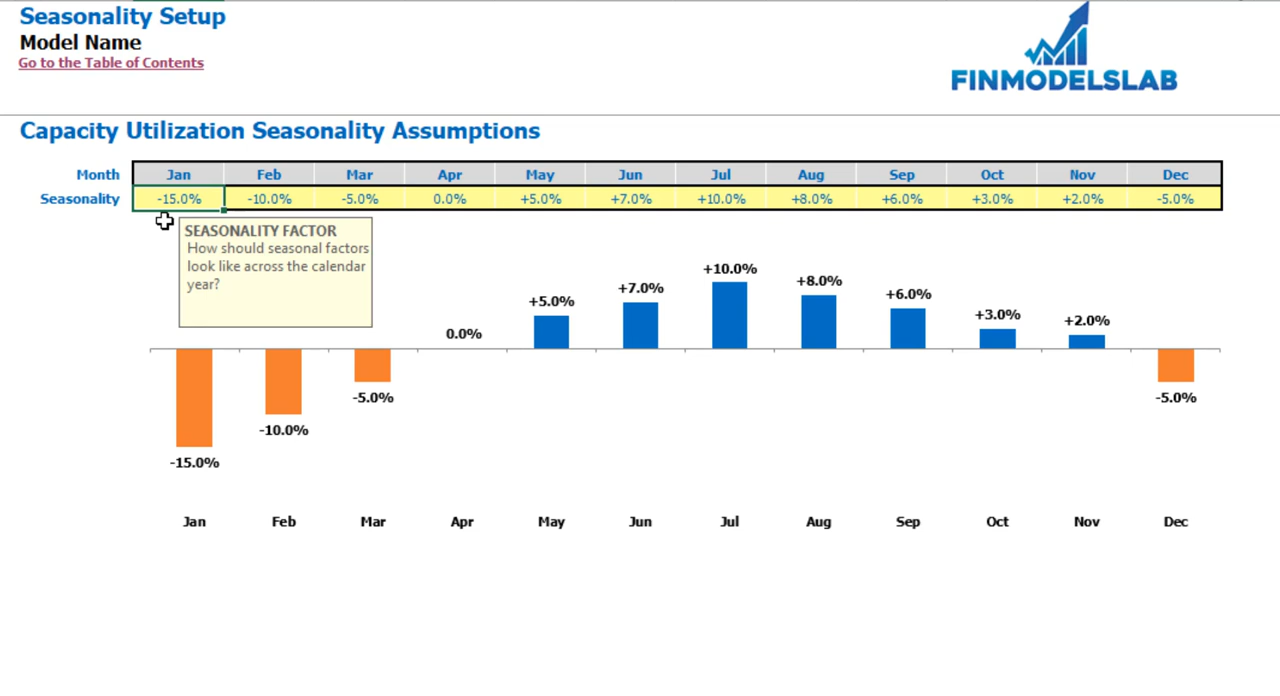 Seasonality Setup
Model Name
Go to the Table of Contents
FINMODELSLAB
Capacity Utilization Seasonality Assumptions
Month Jan Feb Mar Apr May Jun Jul Aug Sep Oct Nov Dec
Seasonality -15.0% -10.0% -5.0% 0.0% +5.0% +7.0% +10.0% +8.0% +6.0% +3.0% +2.0% -5.0%
SEASONALITY FACTOR
How should seasonal factors
look like across the calendar
year?
0.0% +5.0% +7.0% +10.0% +8.0% +6.0% +3.0% +2.0%
-15.0% -10.0% -5.0% -5.0%
Jan Feb Mar Apr May Jun Jul Aug Sep Oct Nov Dec